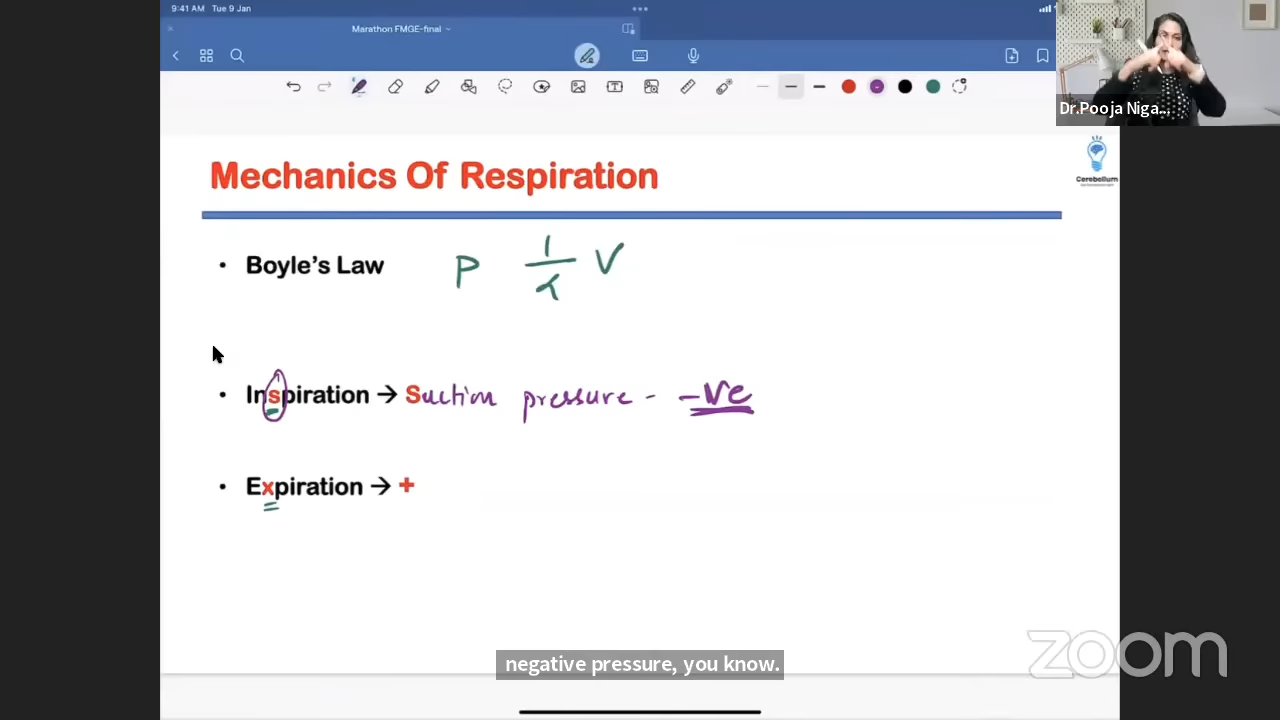 9:41 AM Tue 9 Jan
Marathon FMGE-final
Dr.Pooja Niga...
Mechanics Of Respiration
Cerebellum
• Boyle's Law P 1/α V
• Inspiration → Suction pressure - -ve
• Expiration → +
negative pressure, you know.
zoom